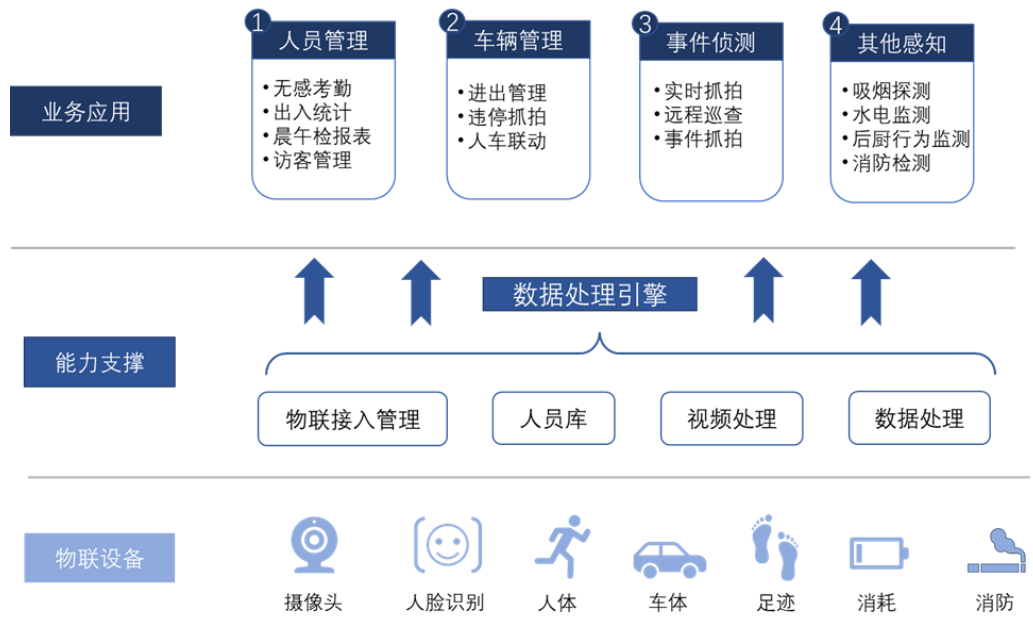 1
人员管理
• 无感考勤
• 出入统计
• 晨午检报表
• 访客管理
2
车辆管理
• 进出管理
• 违停抓拍
• 人车联动
3
事件侦测
• 实时抓拍
• 远程巡查
• 事件抓拍
4
其他感知
• 吸烟探测
• 水电监测
• 后厨行为监测
• 消防检测
业务应用
数据处理引擎
能力支撑
物联接入管理
人员库
视频处理
数据处理
物联设备
摄像头
人脸识别
人体
车体
足迹
消耗
消防